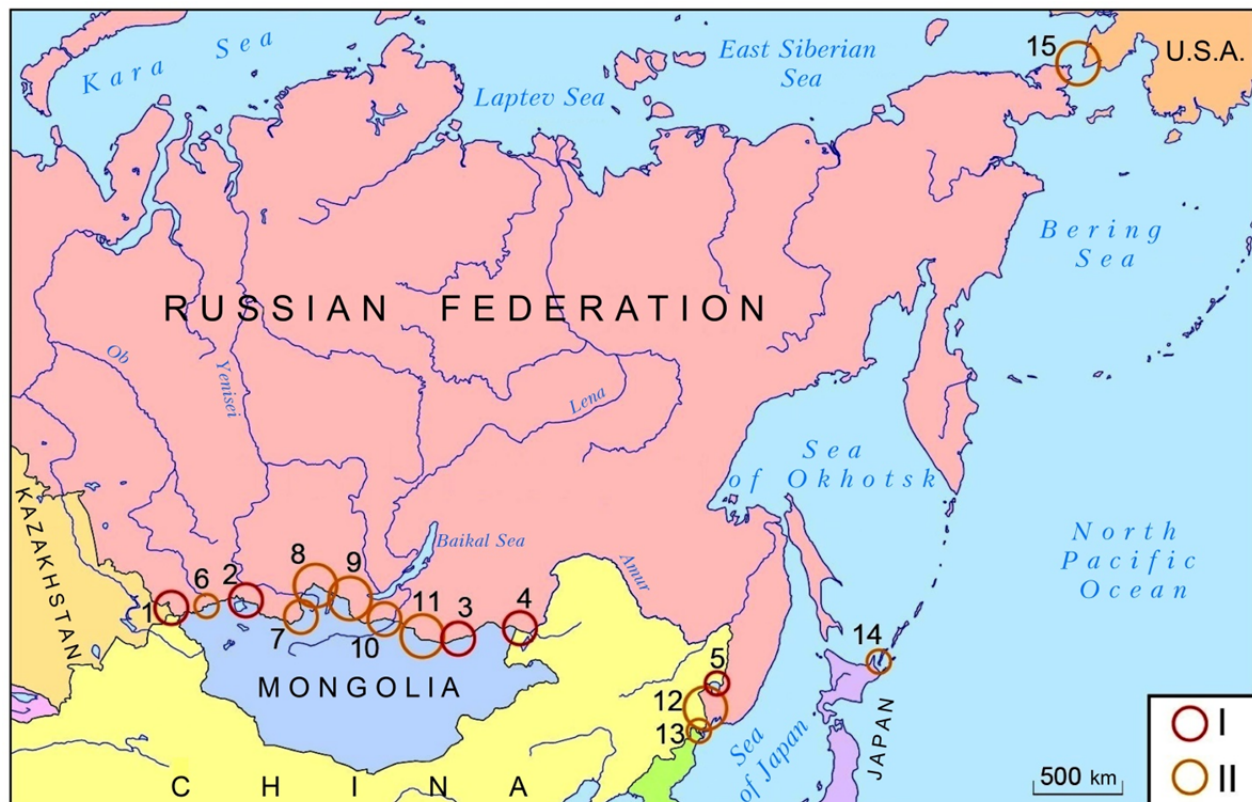 Kara Sea
Laptev Sea
East Siberian
Sea
15
U.S.A.
Bering
Sea
RUSSIAN FEDERATION
Ob
Yenisei
Lena
Sea
of Okhotsk
North
Pacific
Ocean
KAZAKHSTAN
Baikal Sea
Amur
1
6
2
8
9
7
10
11
3
4
5
12
13
14
MONGOLIA
CHINA
Sea
of Japan
JAPAN
I
II
500 km